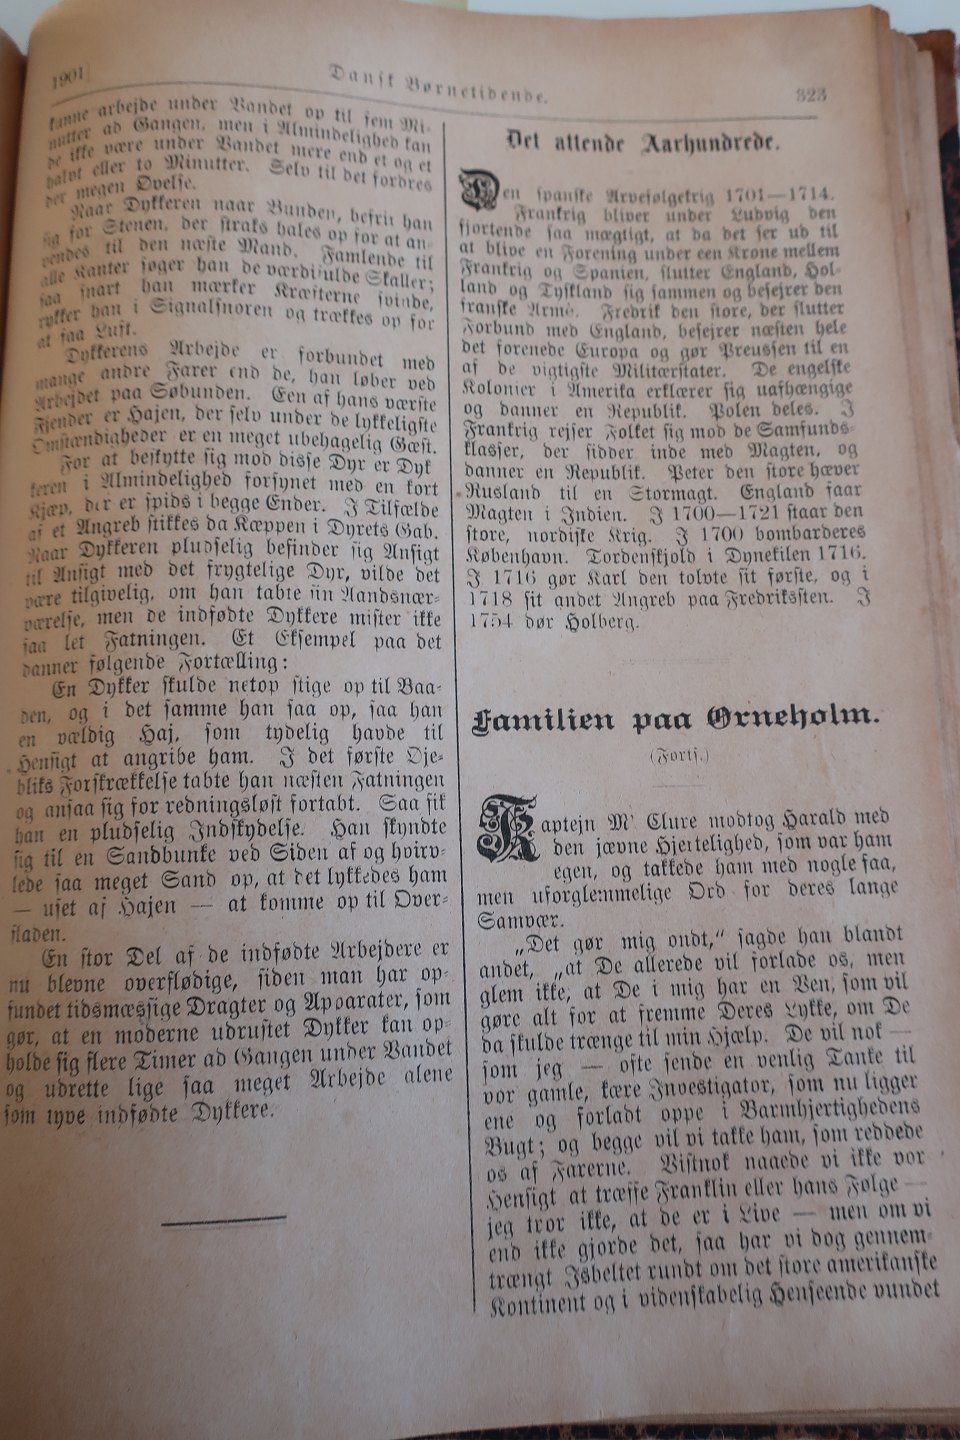 1901
Dansk Børnetidende.
323
kunne arbejde under Vandet op til fem Mi-
nutter ad Gangen, men i Almindelighed kan
de ikke være under Vandet mere end et og et
halvt eller to Minutter. Selv til det fordres
der megen Øvelse.
Naar Dykkeren naar Bunden, befrir han
sig for Stenen, der straks hales op for at an-
vendes til den næste Mand. Famlende til
alle Kanter søger han de værdifulde Skaller;
saa snart han mærker Kræfterne svinde,
rykker han i Signalsnoren og trækkes op for
at faa Luft.
Dykkerens Arbejde er forbundet med
mange andre Farer end de, han løber ved
Arbejdet paa Søbunden. Een af hans værste
Fjender er Hajen, der selv under de lykkeligste
Omstændigheder er en meget ubehagelig Gæst.
For at beskytte sig mod disse Dyr er Dyk
keren i Almindelighed forsynet med en kort
Kjæp, der er spids i begge Ender. I Tilfælde
af et Angreb stikkes da Kæppen i Dyrets Gab.
Naar Dykkeren pludselig befinder sig Ansigt
til Ansigt med det frygtelige Dyr, vilde det
være tilgivelig, om han tabte sin Aandsnær-
værelse, men de indfødte Dykkere mister ikke
saa let Fatningen. Et Eksempel paa det
danner følgende Fortælling:
En Dykker skulde netop stige op til Baa-
den, og i det samme han saa op, saa han
en vældig Haj, som tydelig havde til
Hensigt at angribe ham. I det første Øje-
bliks Forskrækkelse tabte han næsten Fatningen
og ansaa sig for redningsløst fortabt. Saa fik
han en pludselig Indskydelse. Han skyndte
sig til en Sandbunke ved Siden af og hvirv-
lede saa meget Sand op, at det lykkedes ham
— uset af Hajen — at komme op til Over-
fladen.
En stor Del af de indfødte Arbejdere er
nu blevne overflødige, siden man har op-
fundet tidsmæssige Dragter og Apparater, som
gør, at en moderne udrustet Dykker kan op-
holde sig flere Timer ad Gangen under Vandet
og udrette lige saa meget Arbejde alene
som tyve indfødte Dykkere.
Det attende Aarhundrede.
Den spanske Arvefølgekrig 1701—1714.
Frankrig bliver under Ludvig den
fjortende saa mægtigt, at da det ser ud til
at blive en Forening under een Krone mellem
Frankrig og Spanien, slutter England, Hol-
land og Tyskland sig sammen og besejrer den
franske Armé. Fredrik den store, der slutter
Forbund med England, besejrer næsten hele
det forenede Europa og gør Preussen til en
af de vigtigste Militærstater. De engelske
Kolonier i Amerika erklærer sig uafhængige
og danner en Republik. Polen deles. I
Frankrig rejser Folket sig mod de Samfunds-
klasser, der sidder inde med Magten, og
danner en Republik. Peter den store hæver
Rusland til en Stormagt. England faar
Magten i Indien. I 1700—1721 staar den
store, nordiske Krig. I 1700 bombarderes
København. Tordenskjold i Dynekilen 1716.
I 1716 gør Karl den tolvte sit første, og i
1718 sit andet Angreb paa Fredriksten. I
1754 dør Holberg.
Familien paa Ørneholm.
(Forts.)
Kaptejn M' Clure modtog Harald med
den jævne Hjertelighed, som var ham
egen, og takkede ham med nogle faa,
men uforglemmelige Ord for deres lange
Samvær.
„Det gør mig ondt,“ sagde han blandt
andet, „at De allerede vil forlade os, men
glem ikke, at De i mig har en Ven, som vil
gøre alt for at fremme Deres Lykke, om De
da skulde trænge til min Hjælp. De vil nok —
som jeg — ofte sende en venlig Tanke til
vor gamle, kære Investigator, som nu ligger
ene og forladt oppe i Barmhjertighedens
Bugt; og begge vil vi takke ham, som reddede
os af Farerne. Vistnok naaede vi ikke vor
Hensigt at træffe Franklin eller hans Følge —
jeg tror ikke, at de er i Live — men om vi
end ikke gjorde det, saa har vi dog gennem-
trængt Isbeltet rundt om det store amerikanske
Kontinent og i videnskabelig Henseende vundet